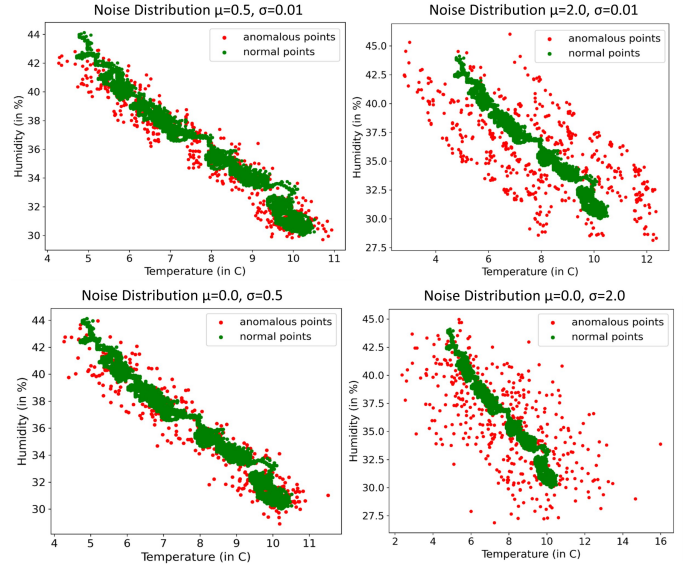 Noise Distribution μ=0.5, σ=0.01
44
42
40
38
36
34
32
30
Humidity (in %)
anomalous points
normal points
4 5 6 7 8 9 10 11
Temperature (in C)
Noise Distribution μ=2.0, σ=0.01
45.0
42.5
40.0
37.5
35.0
32.5
30.0
27.5
Humidity (in %)
anomalous points
normal points
4 6 8 10 12
Temperature (in C)
Noise Distribution μ=0.0, σ=0.5
44
42
40
38
36
34
32
30
Humidity (in %)
anomalous points
normal points
4 5 6 7 8 9 10 11
Temperature (in C)
Noise Distribution μ=0.0, σ=2.0
45.0
42.5
40.0
37.5
35.0
32.5
30.0
27.5
Humidity (in %)
anomalous points
normal points
2 4 6 8 10 12 14 16
Temperature (in C)